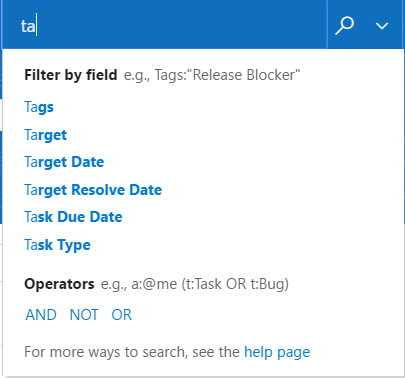 ta
Filter by field e.g., Tags:"Release Blocker"
Tags
Target
Target Date
Target Resolve Date
Task Due Date
Task Type
Operators e.g., a:@me (t:Task OR t:Bug)
AND NOT OR
For more ways to search, see the help page